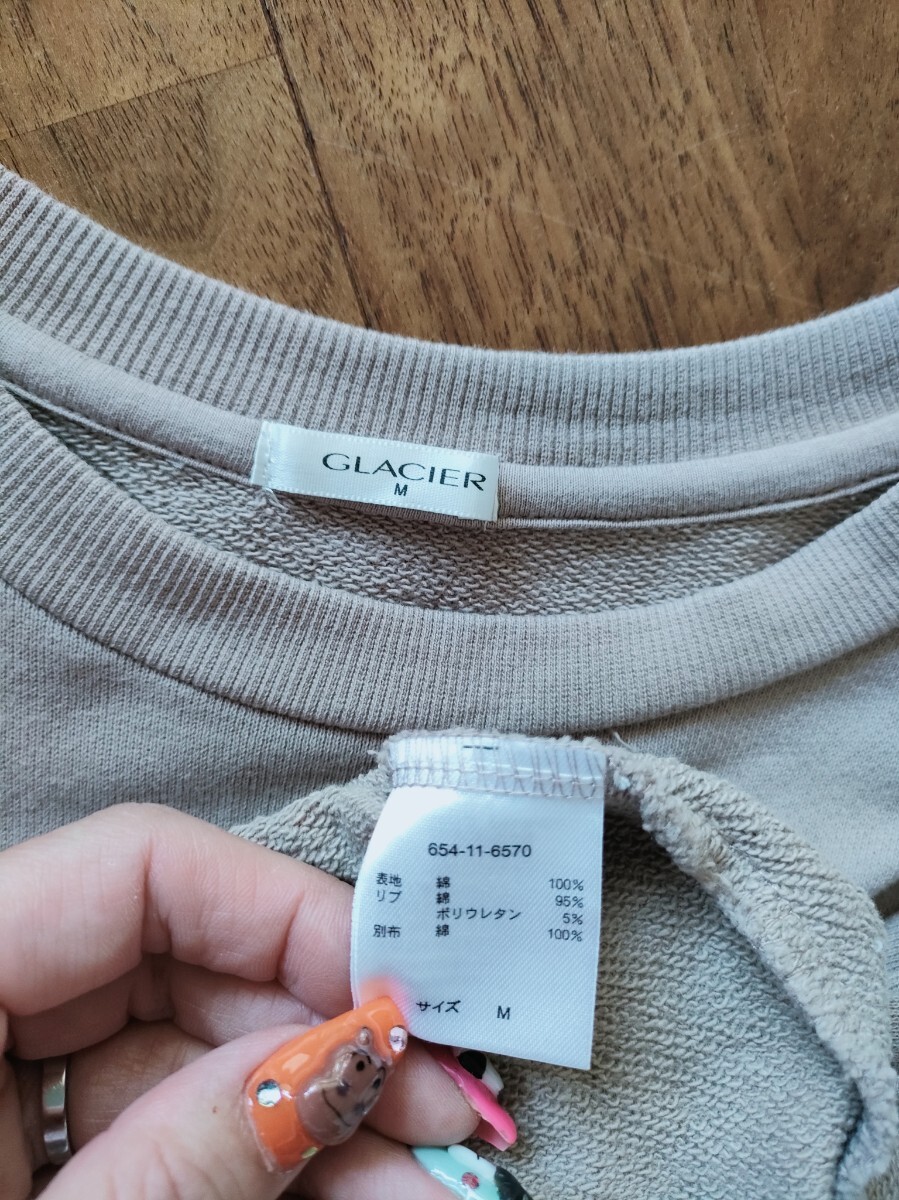 GLACIER
M
654-11-6570
表地 綿 100%
リブ 綿 95%
ポリウレタン 5%
別布 綿 100%
サイズ M